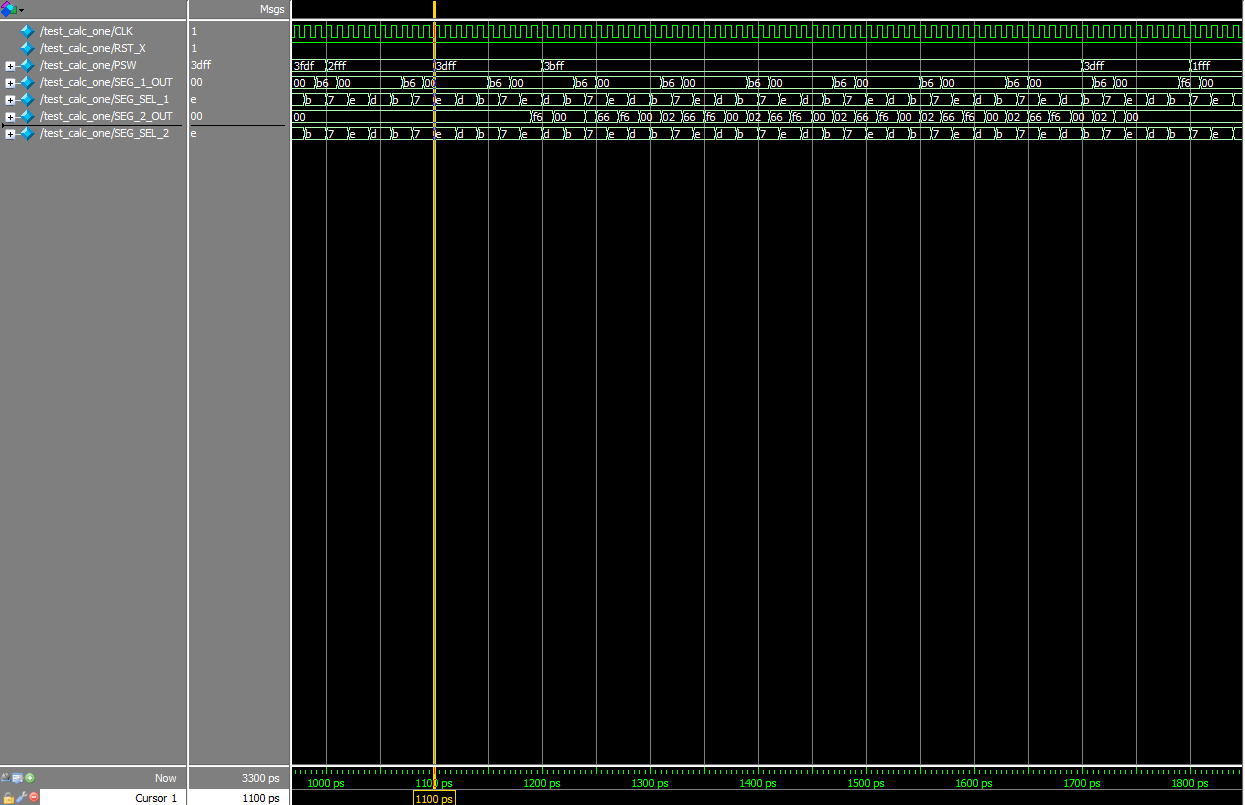 Msgs
/test_calc_one/CLK 1
/test_calc_one/RST_X 1
/test_calc_one/PSW 3dff 3fdf 2fff 3dff 3bff 3dff 1fff
/test_calc_one/SEG_1_OUT 00 00 b6 00 b6 00 b6 00 b6 00 b6 00 b6 00 b6 00 b6 00 b6 00 b6 00 f6 00
/test_calc_one/SEG_SEL_1 e b 7 e d b 7 e d b 7 e d b 7 e d b 7 e d b 7 e d b 7 e d b 7 e d b 7 e d b 7 e d b 7 e
/test_calc_one/SEG_2_OUT 00 00 f6 00 66 f6 00 02 66 f6 00 02 66 f6 00 02 66 f6 00 02 66 f6 00 02 66 f6 00 02 00
/test_calc_one/SEG_SEL_2 e b 7 e d b 7 e d b 7 e d b 7 e d b 7 e d b 7 e d b 7 e d b 7 e d b 7 e d b 7 e d b 7 e
Now 3300 ps 1000 ps 1100 ps 1200 ps 1300 ps 1400 ps 1500 ps 1600 ps 1700 ps 1800 ps
Cursor 1 1100 ps 1100 ps